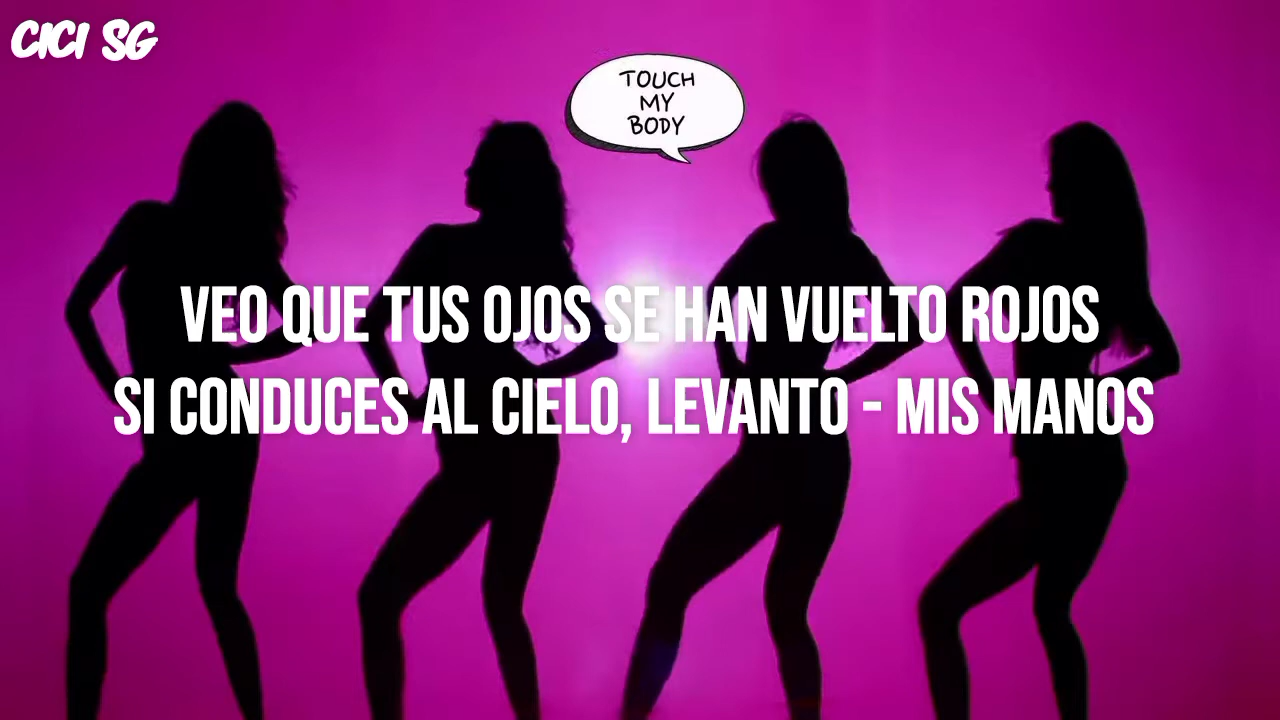 CICI SG
TOUCH
MY
BODY
VEO QUE TUS OJOS SE HAN VUELTO ROJOS
SI CONDUCES AL CIELO, LEVANTO - MIS MANOS